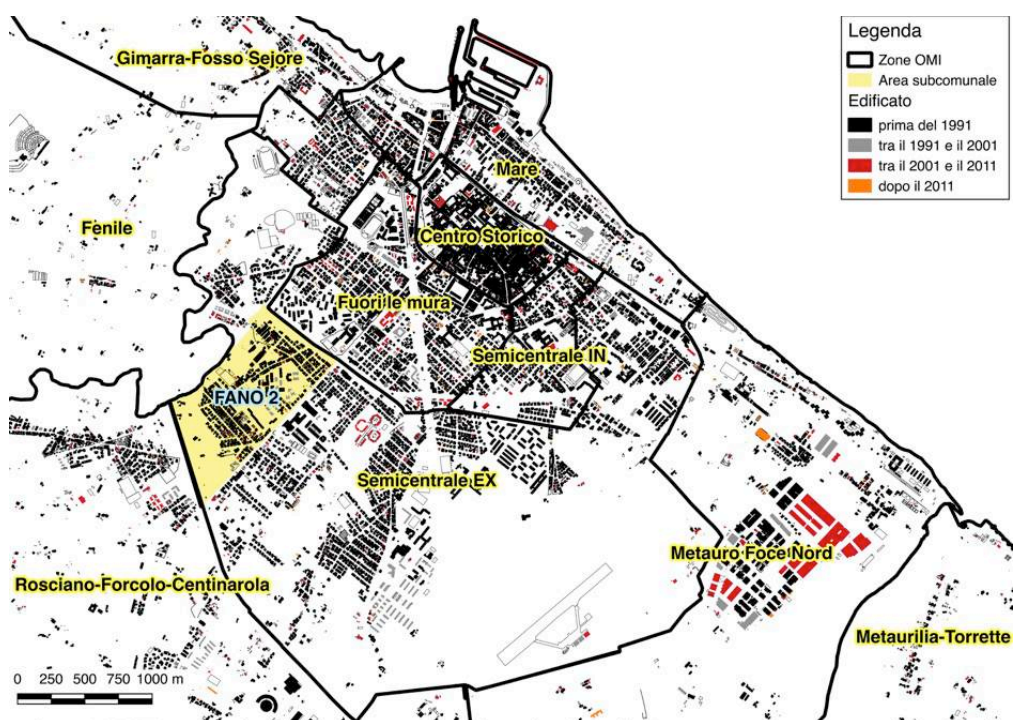 Gimarra-Fosso Sejore
Legenda
Zone OMI
Area subcomunale
Edificato
prima del 1991
tra il 1991 e il 2001
tra il 2001 e il 2011
dopo il 2011
Mare
Fenile
Centro Storico
Fuori le mura
Semicentrale IN
FANO 2
Semicentrale EX
Metauro Foce Nord
Rosciano-Forcolo-Centinarola
Metaurilia-Torrette
0 250 500 750 1000 m